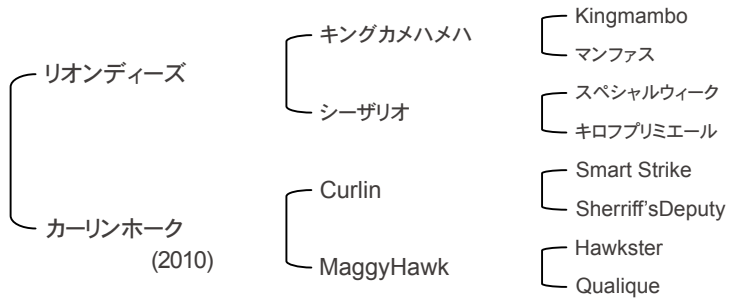 リオンディーズ
カーリンホーク
(2010)
キングカメハメハ
シーザリオ
Curlin
MaggyHawk
Kingmambo
マンファス
スペシャルウィーク
キロフプリミエール
Smart Strike
Sherriff'sDeputy
Hawkster
Qualique